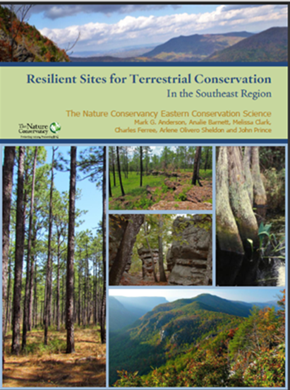 Resilient Sites for Terrestrial Conservation
In the Southeast Region
The Nature Conservancy Eastern Conservation Science
Mark G. Anderson, Analie Barnett, Melissa Clark,
Charles Ferree, Arlene Olivero Sheldon and John Prince
The Nature
Conservancy